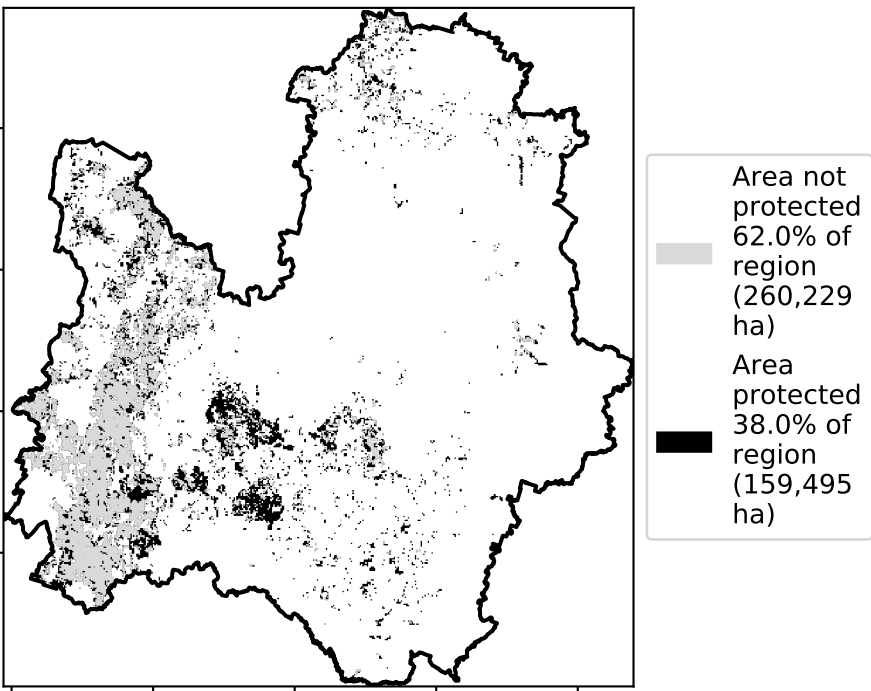 Area not
protected
62.0% of
region
(260,229
ha)
Area
protected
38.0% of
region
(159,495
ha)